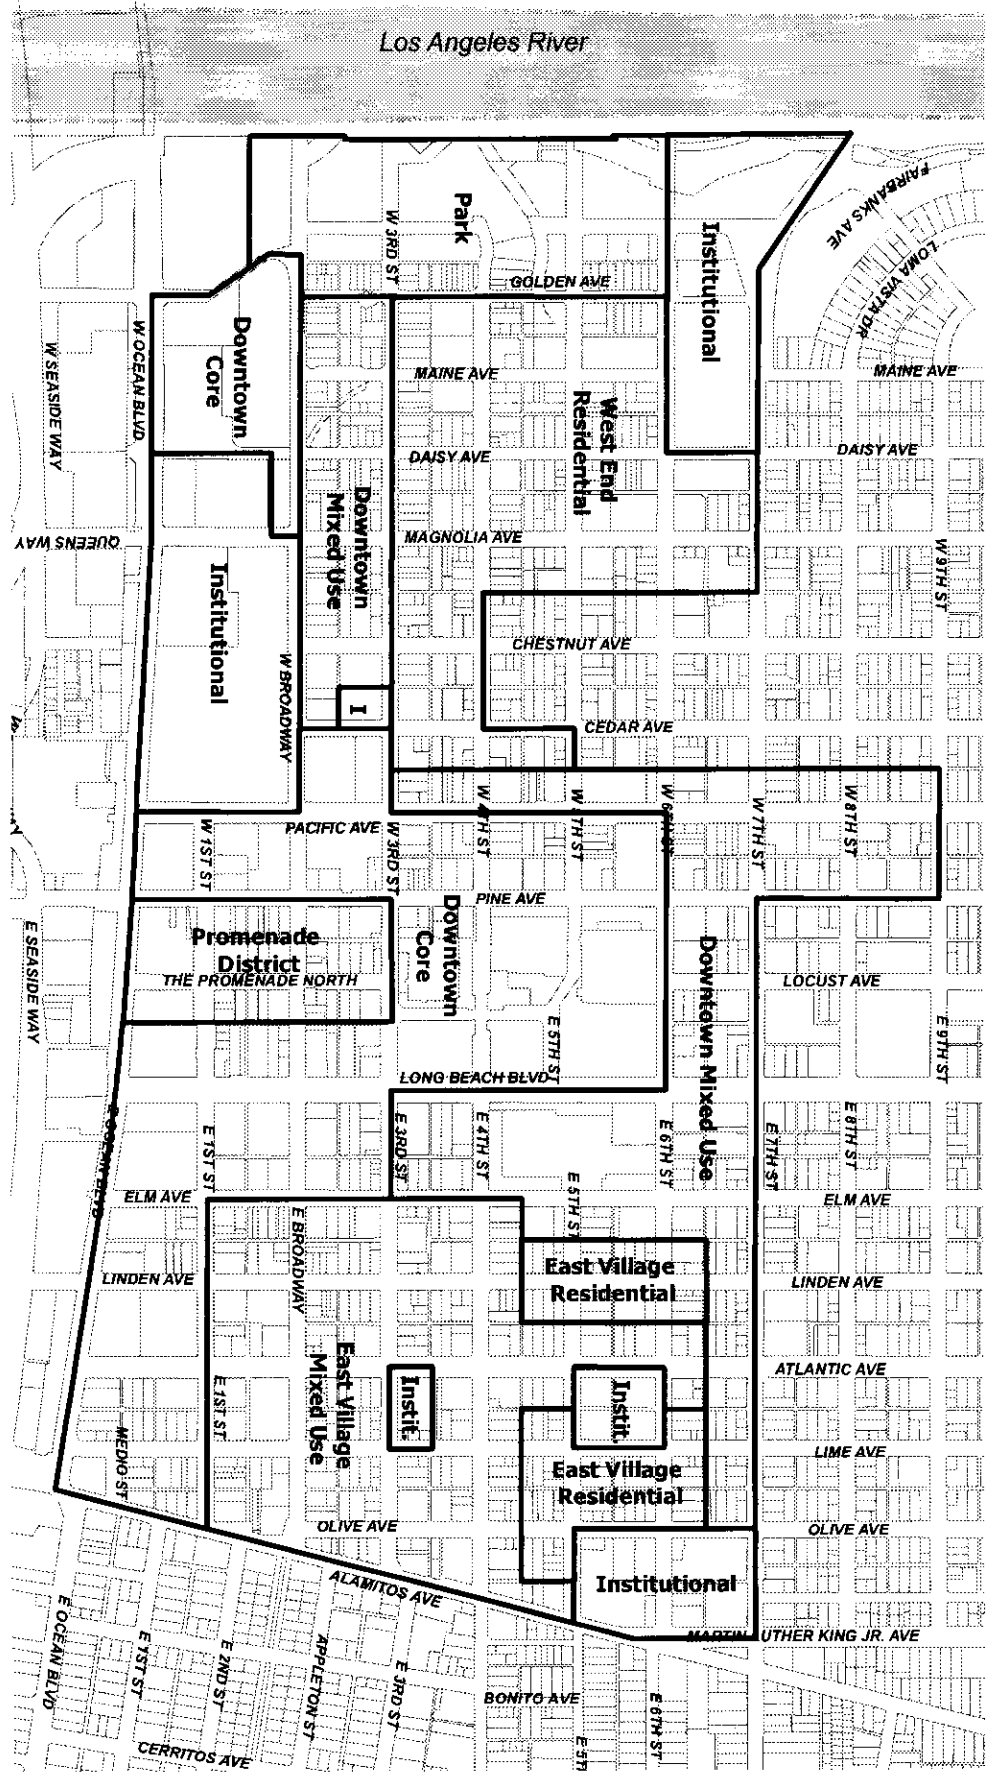 Los Angeles River
FAIRBANKS AVE
LOMA VISTA DR
Park
W 3RD ST
Institutional
GOLDEN AVE
W OCEAN BLVD
W SEASIDE WAY
Downtown
Core
MAINE AVE
MAINE AVE
West End
Residential
DAISY AVE
DAISY AVE
Downtown
Mixed Use
QUEENS WAY
MAGNOLIA AVE
W 9TH ST
Institutional
W BROADWAY
CHESTNUT AVE
I
CEDAR AVE
W 1ST ST
PACIFIC AVE
W 3RD ST
W 4TH ST
W 5TH ST
W 6TH ST
W 7TH ST
W 8TH ST
PINE AVE
E SEASIDE WAY
Promenade
District
THE PROMENADE NORTH
Downtown
Core
Downtown Mixed Use
LOCUST AVE
E 5TH ST
E 9TH ST
LONG BEACH BLVD
E OCEAN BLVD
E 1ST ST
E 3RD ST
E 4TH ST
E 6TH ST
E 7TH ST
E 8TH ST
ELM AVE
E 5TH ST
ELM AVE
E BROADWAY
LINDEN AVE
East Village
Residential
LINDEN AVE
East Village
Mixed Use
E 1ST ST
Instit.
Instit.
ATLANTIC AVE
MEDIO ST
LIME AVE
East Village
Residential
OLIVE AVE
OLIVE AVE
ALAMITOS AVE
Institutional
MARTIN LUTHER KING JR. AVE
E OCEAN BLVD
E 1ST ST
E 2ND ST
APPLETON ST
E 3RD ST
BONITO AVE
E 6TH ST
E 5T
CERRITOS AVE